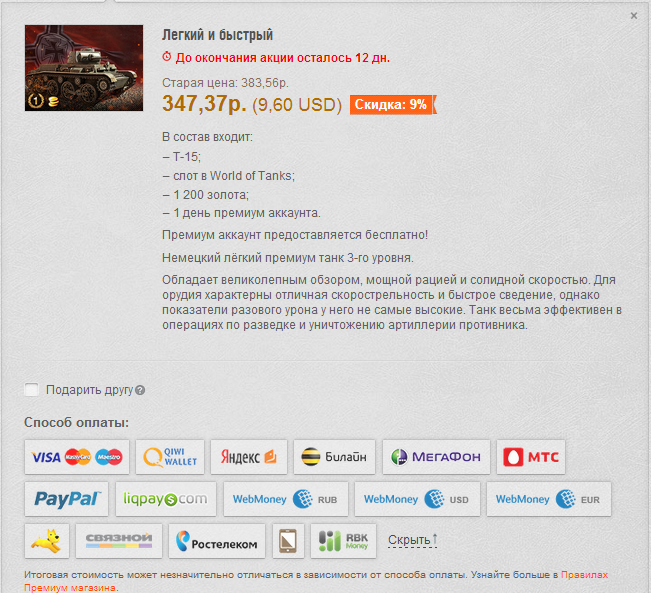 ×
Легкий и быстрый
До окончания акции осталось 12 дн.
Старая цена: 383,56р.
347,37р. (9,60 USD) Скидка: 9%
В состав входит:
– T-15;
– слот в World of Tanks;
– 1 200 золота;
– 1 день премиум аккаунта.
Премиум аккаунт предоставляется бесплатно!
Немецкий лёгкий премиум танк 3-го уровня.
Обладает великолепным обзором, мощной рацией и солидной скоростью. Для
орудия характерны отличная скорострельность и быстрое сведение, однако
показатели разового урона у него не самые высокие. Танк весьма эффективен в
операциях по разведке и уничтожению артиллерии противника.
1
Подарить другу ?
Способ оплаты:
VISA MasterCard Maestro QIWI WALLET Яндекс Билайн МЕГАФОН МТС
PayPal liqpay$com WebMoney RUB WebMoney USD WebMoney EUR
СВЯЗНОЙ Ростелеком RBK Money Скрыть↑
Итоговая стоимость может незначительно отличаться в зависимости от способа оплаты. Узнайте больше в Правилах
Премиум магазина.